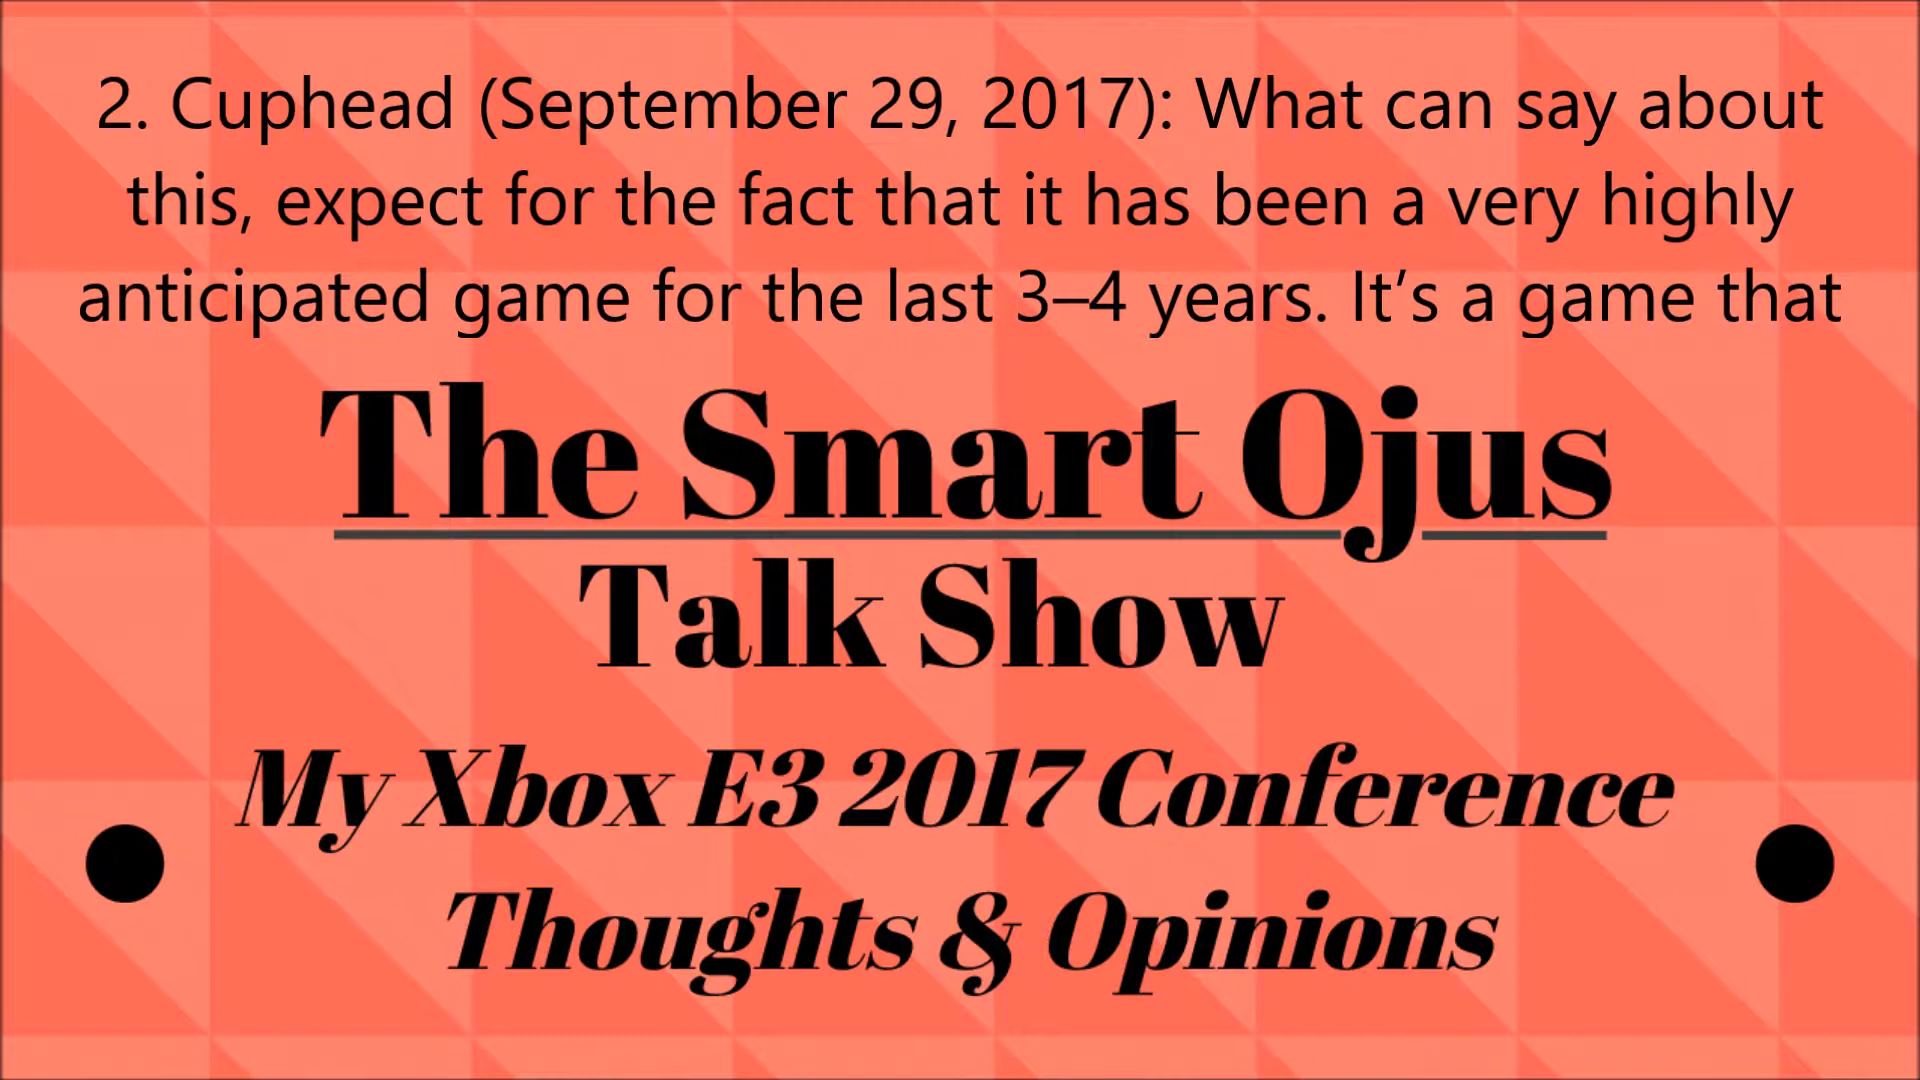 2. Cuphead (September 29, 2017): What can say about
this, expect for the fact that it has been a very highly
anticipated game for the last 3–4 years. It’s a game that
The Smart Ojus
Talk Show
My Xbox E3 2017 Conference
Thoughts & Opinions